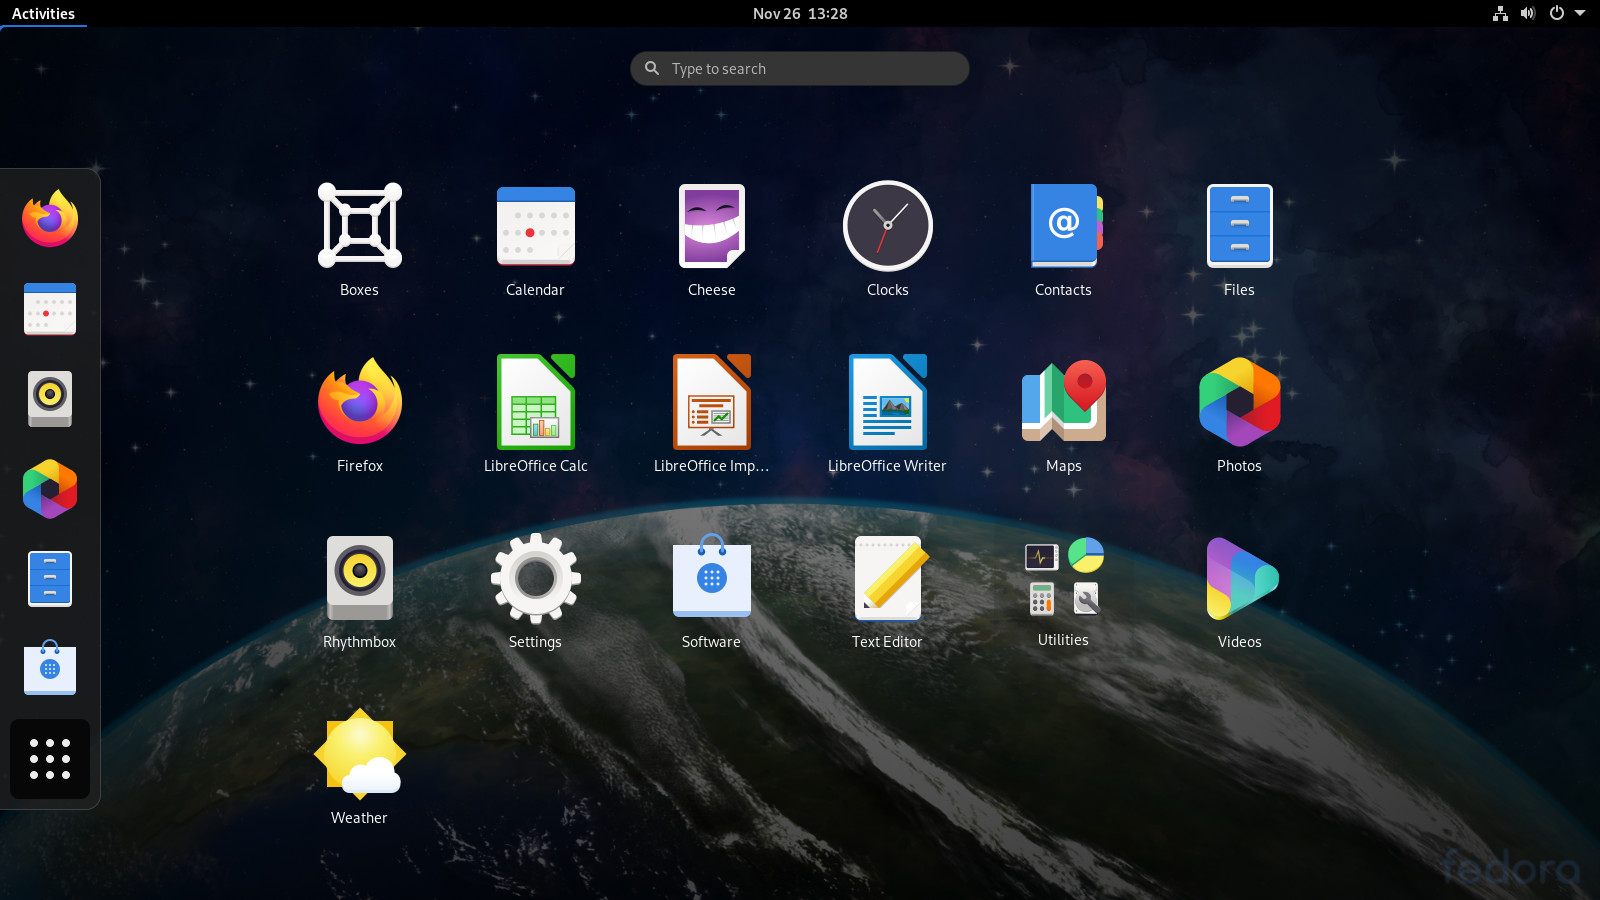 Activities
Nov 26 13:28
Type to search
Boxes
Calendar
Cheese
Clocks
Contacts
Files
Firefox
LibreOffice Calc
LibreOffice Imp...
LibreOffice Writer
Maps
Photos
Rhythmbox
Settings
Software
Text Editor
Utilities
Videos
Weather
fedora